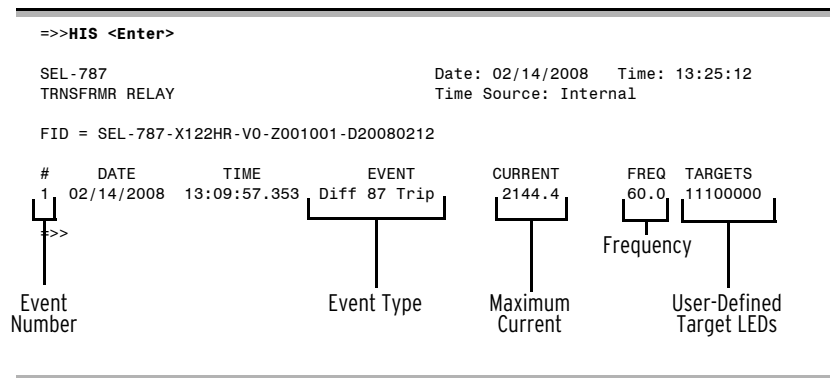 =>>HIS <Enter>
SEL-787 Date: 02/14/2008 Time: 13:25:12
TRNSFRMR RELAY Time Source: Internal
FID = SEL-787-X122HR-V0-Z001001-D20080212
# DATE TIME EVENT CURRENT FREQ TARGETS
1 02/14/2008 13:09:57.353 Diff 87 Trip 2144.4 60.0 11100000
=>>
Frequency
Event Event Type Maximum User-Defined
Number Current Target LEDs